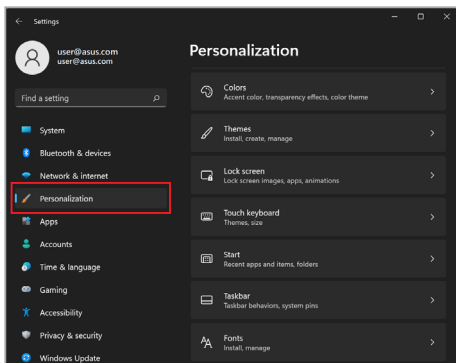 Settings
user@asus.com
user@asus.com
Find a setting
System
Bluetooth & devices
Network & internet
Personalization
Apps
Accounts
Time & language
Gaming
Accessibility
Privacy & security
Windows Update
Personalization
Colors
Accent color, transparency effects, color theme
Themes
Install, create, manage
Lock screen
Lock screen images, apps, animations
Touch keyboard
Themes, size
Start
Recent apps and items, folders
Taskbar
Taskbar behaviors, system pins
Fonts
Install, manage